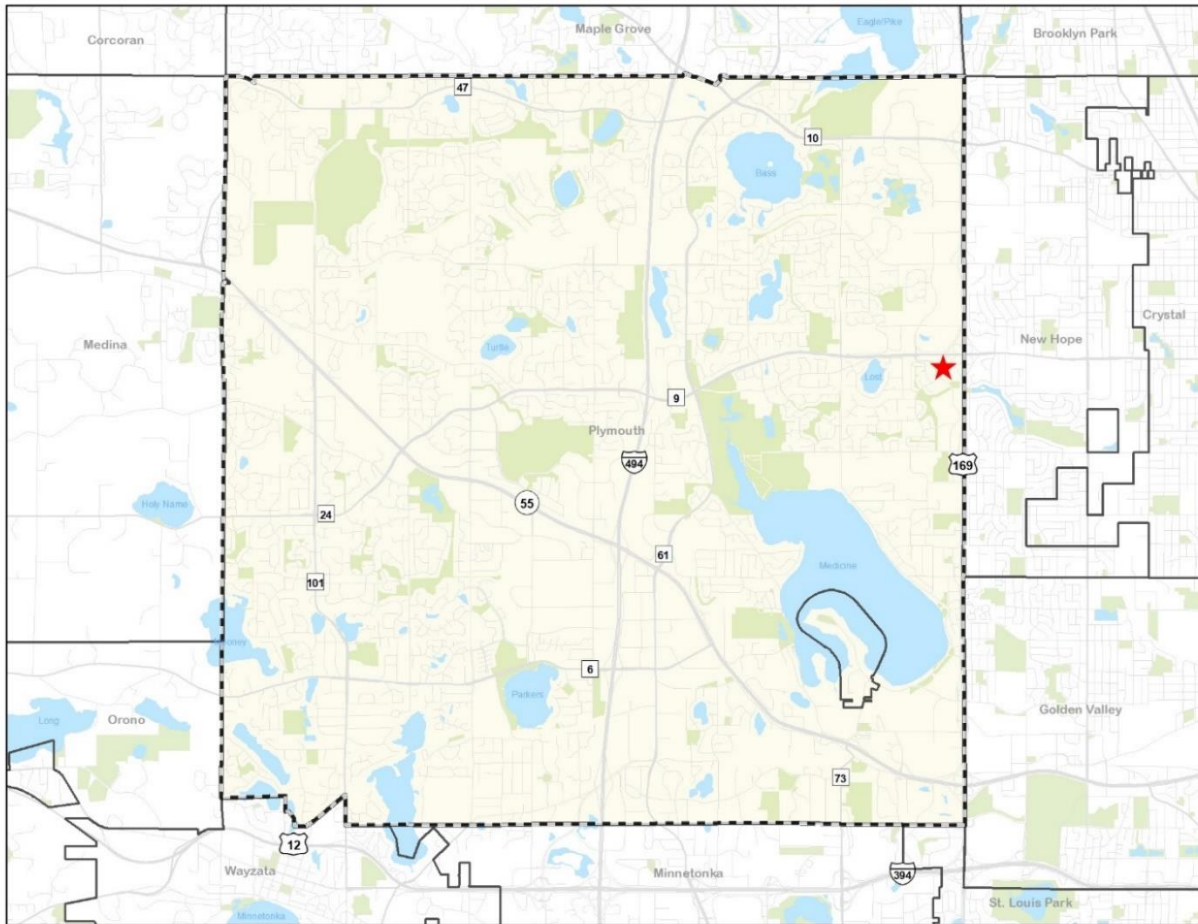 Corcoran
Maple Grove
Eagle/Pike
Brooklyn Park
47
10
Bass
Medina
Turtle
New Hope
Crystal
Lost
9
Plymouth
494
169
Holy Name
55
24
61
101
Medicine
6
Parkers
Long
Orono
Golden Valley
73
12
Wayzata
Minnetonka
394
Minnetonka
St. Louis Park